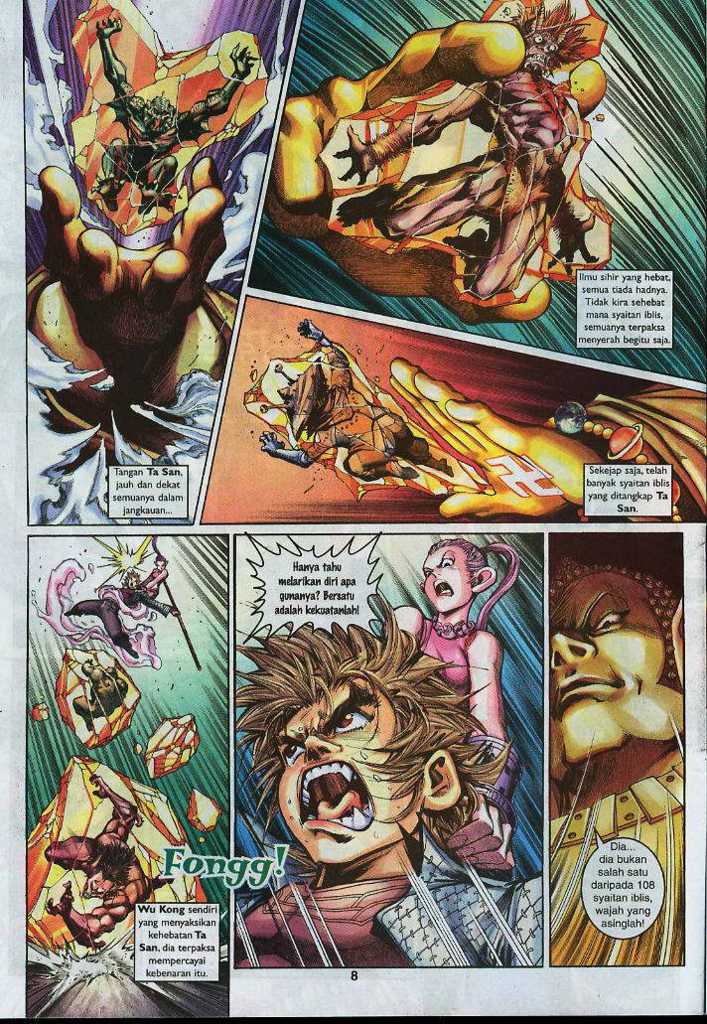 Tangan Ta San,
jauh dan dekat
semuanya dalam
jangkauan...
Ilmu sihir yang hebat,
semua tiada hadnya.
Tidak kira sehebat
mana syaitan iblis,
semuanya terpaksa
menyerah begitu saja.
Sekejap saja, telah
banyak syaitan iblis
yang ditangkap Ta
San.
Fongg!
Wu Kong sendiri
yang menyaksikan
kehebatan Ta
San, dia terpaksa
mempercayai
kebenaran itu.
Hanya tahu
melarikan diri apa
gunanya? Bersatu
adalah kekuatanlah!
Dia...
dia bukan
salah satu
daripada 108
syaitan iblis,
wajah yang
asinglah!
8